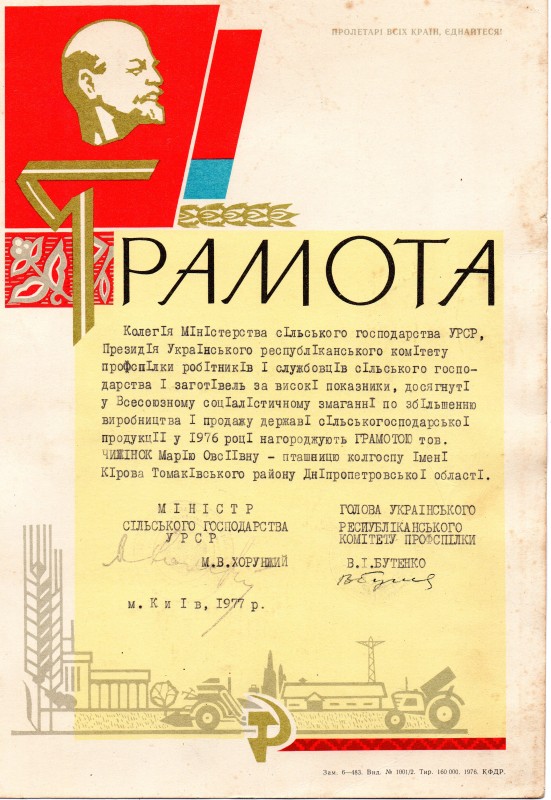 ПРОЛЕТАРІ ВСІХ КРАЇН, ЄДНАЙТЕСЯ!
ГРАМОТА
Колегія Міністерства сільського господарства УРСР,
Президія Українського республіканського комітету
профспілки робітників і службовців сільського госпо-
дарства і заготівель за високі показники, досягнуті
у Всесоюзному соціалістичному змаганні по збільшенню
виробництва і продажу державі сільськогосподарської
продукції у 1976 році нагороджують ГРАМОТОЮ тов.
ЧИЖІНОК Марію Овсіївну - пташницю колгоспу імені
Кірова Томаківського району Дніпропетровської області.
МІНІСТР
СІЛЬСЬКОГО ГОСПОДАРСТВА
УРСР
М.В.ХОРУНЖИЙ
ГОЛОВА УКРАЇНСЬКОГО
РЕСПУБЛІКАНСЬКОГО
КОМІТЕТУ ПРОФСПІЛКИ
В.І.БУТЕНКО
м. Київ, 1977 р.
Зам. 6—483. Вид. № 1001/2. Тир. 160 000. 1976. КФДР.